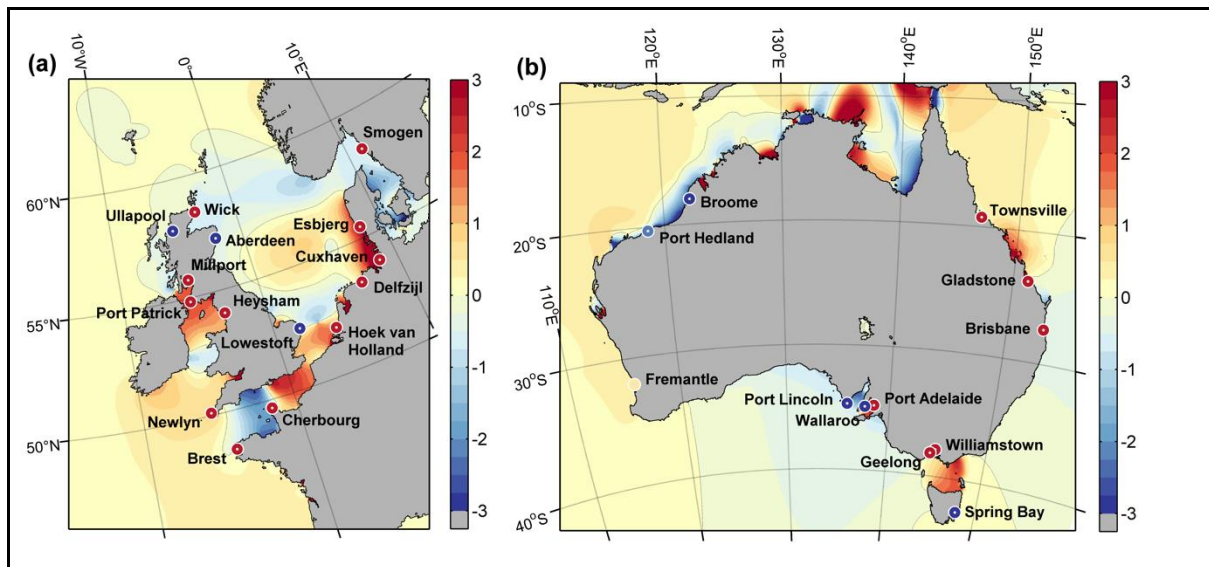 (a)
10°W
0°
10°E
60°N
55°N
50°N
Smogen
Ullapool
Wick
Aberdeen
Esbjerg
Cuxhaven
Millport
Delfzijl
Port Patrick
Heysham
Lowestoft
Hoek van
Holland
Newlyn
Cherbourg
Brest
3
2
1
0
-1
-2
-3
(b)
120°E
130°E
140°E
150°E
10°S
20°S
110°E
30°S
40°S
Broome
Port Hedland
Townsville
Gladstone
Brisbane
Fremantle
Port Lincoln
Port Adelaide
Wallaroo
Williamstown
Geelong
Spring Bay
3
2
1
0
-1
-2
-3